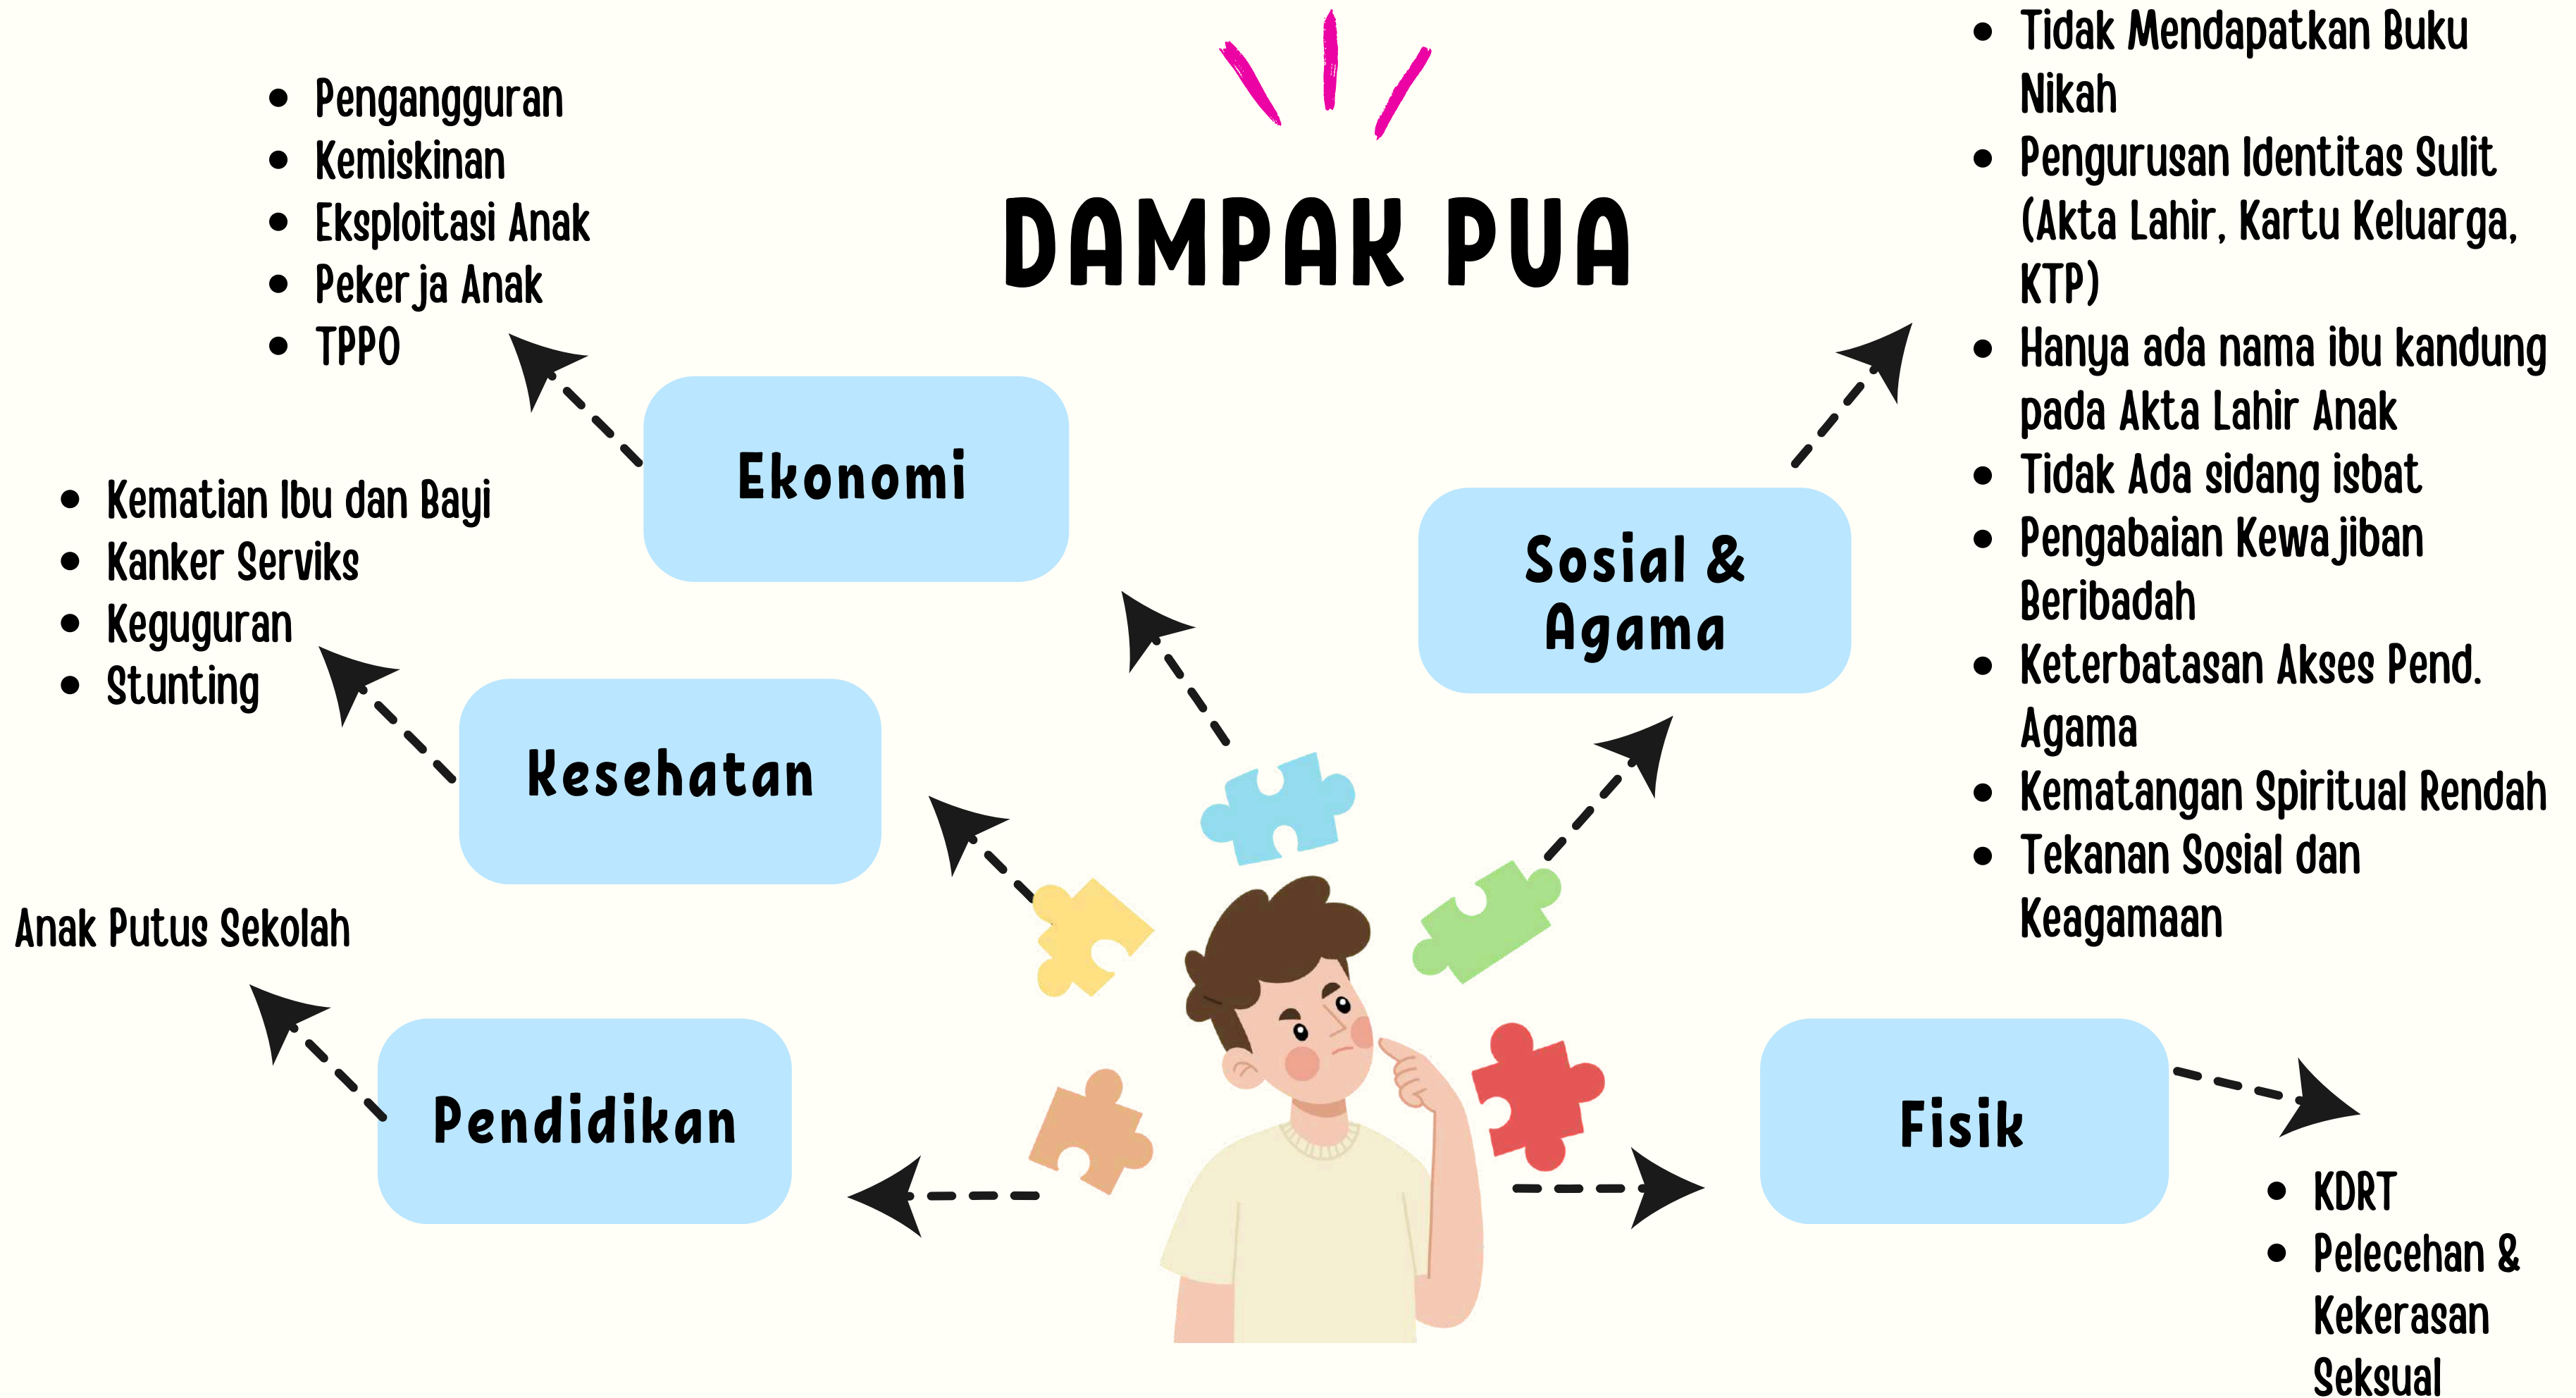 DAMPAK PUA
Ekonomi
• Pengangguran
• Kemiskinan
• Eksploitasi Anak
• Pekerja Anak
• TPPO
Kesehatan
• Kematian Ibu dan Bayi
• Kanker Serviks
• Keguguran
• Stunting
Pendidikan
Anak Putus Sekolah
Sosial &
Agama
• Tidak Mendapatkan Buku
Nikah
• Pengurusan Identitas Sulit
(Akta Lahir, Kartu Keluarga,
KTP)
• Hanya ada nama ibu kandung
pada Akta Lahir Anak
• Tidak Ada sidang isbat
• Pengabaian Kewajiban
Beribadah
• Keterbatasan Akses Pend.
Agama
• Kematangan Spiritual Rendah
• Tekanan Sosial dan
Keagamaan
Fisik
• KDRT
• Pelecehan &
Kekerasan
Seksual